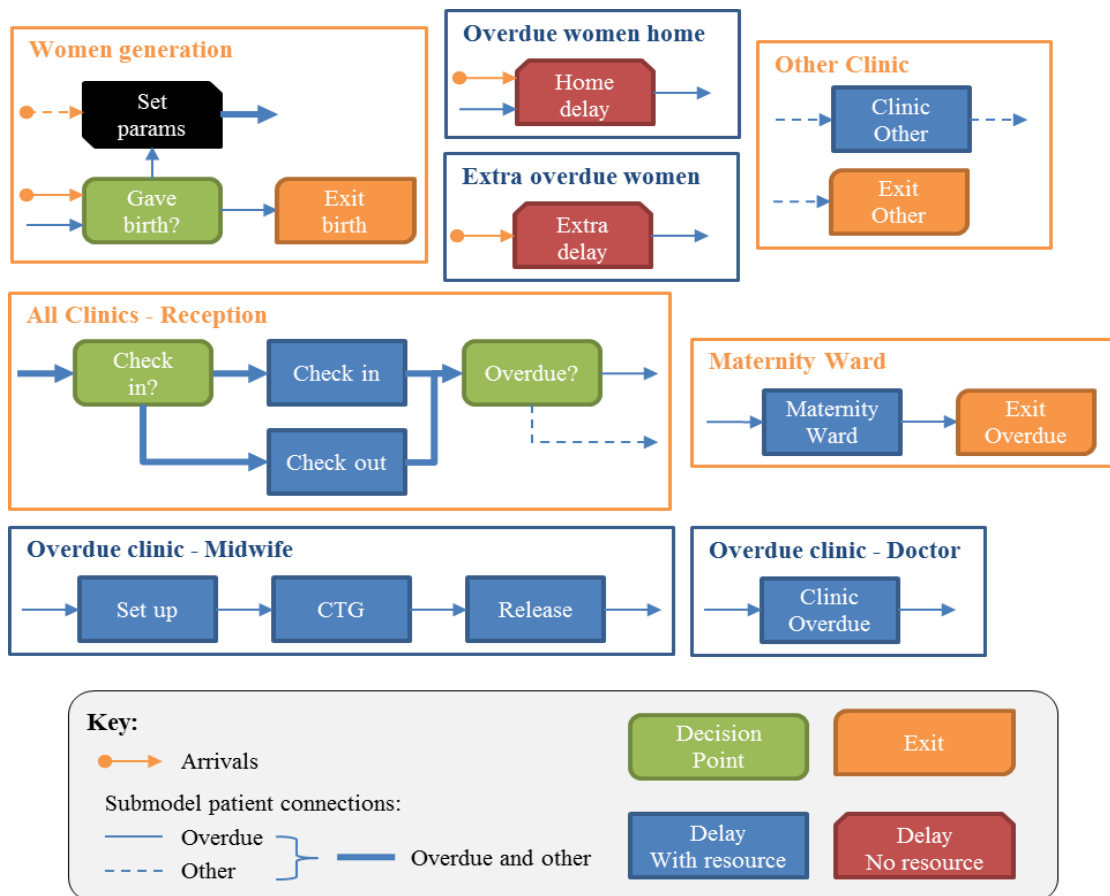 Women generation
Set
params
Gave
birth?
Exit
birth
Overdue women home
Home
delay
Extra overdue women
Extra
delay
Other Clinic
Clinic
Other
Exit
Other
All Clinics - Reception
Check
in?
Check in
Overdue?
Check out
Maternity Ward
Maternity
Ward
Exit
Overdue
Overdue clinic - Midwife
Set up
CTG
Release
Overdue clinic - Doctor
Clinic
Overdue
Key:
Arrivals
Submodel patient connections:
Overdue
Other
Overdue and other
Decision
Point
Exit
Delay
With resource
Delay
No resource